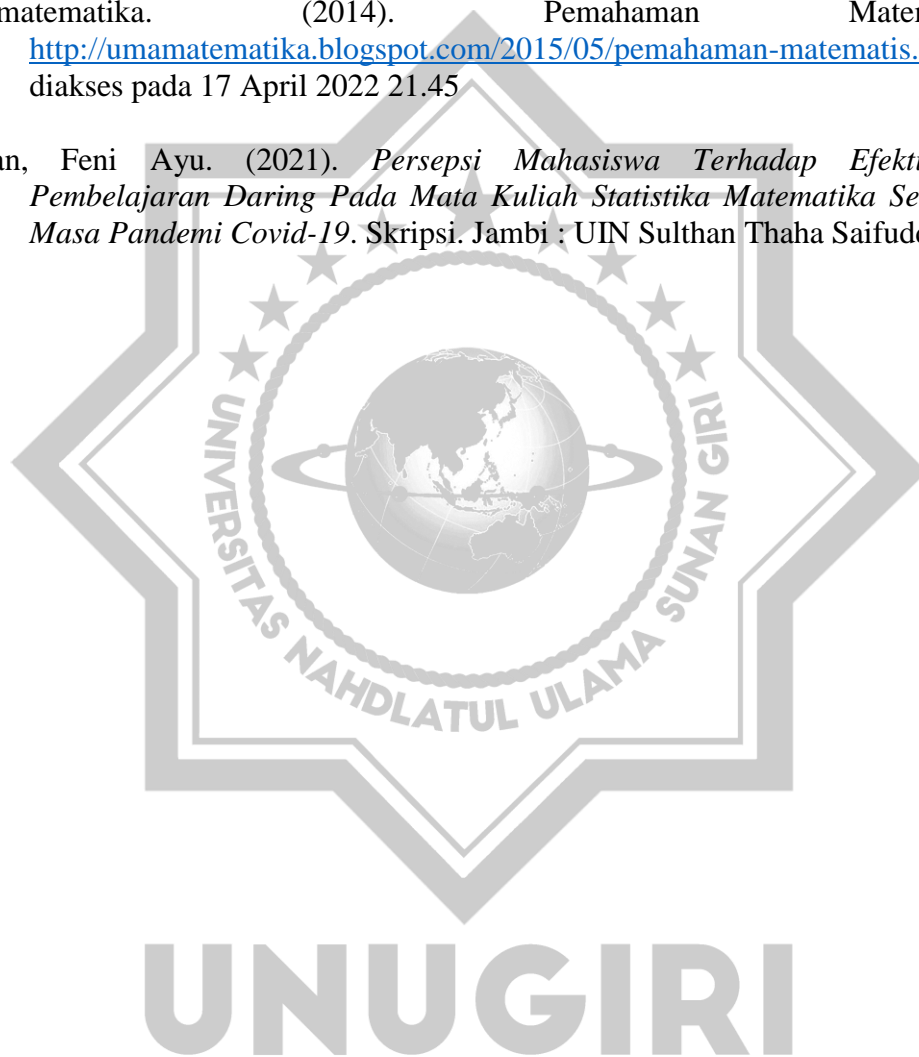 matematika. (2014). Pemahaman Mater
http://umamatematika.blogspot.com/2015/05/pemahaman-matematis.
diakses pada 17 April 2022 21.45
an, Feni Ayu. (2021). Persepsi Mahasiswa Terhadap Efekti
Pembelajaran Daring Pada Mata Kuliah Statistika Matematika Se
Masa Pandemi Covid-19. Skripsi. Jambi : UIN Sulthan Thaha Saifudd
UNIVERSITAS NAHDLATUL ULAMA SUNAN GIRI
UNUGIRI